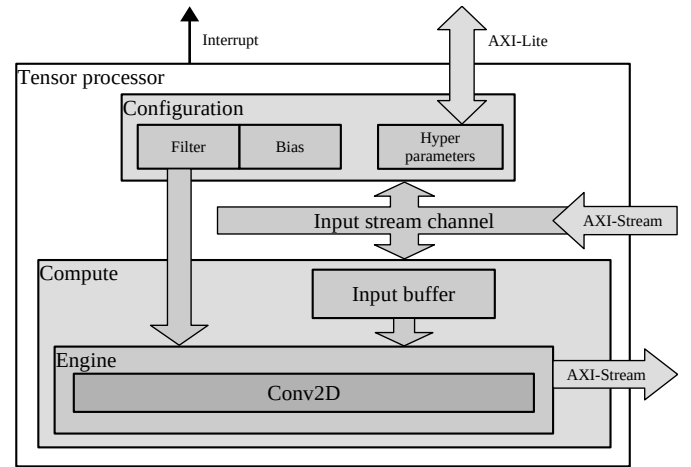 Interrupt
AXI-Lite
Tensor processor
Configuration
Filter
Bias
Hyper
parameters
Input stream channel
AXI-Stream
Compute
Input buffer
Engine
AXI-Stream
Conv2D